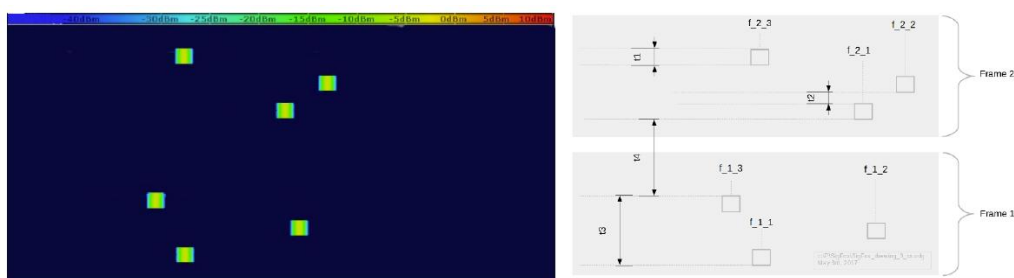 -40dBm -30dBm -25dBm -20dBm -15dBm -10dBm -5dBm 0dBm 5dBm 10dBm
f_2_3
f_2_2
f_2_1
t1
t2
Frame 2
t4
f_1_3
f_1_2
f_1_1
t3
Frame 1